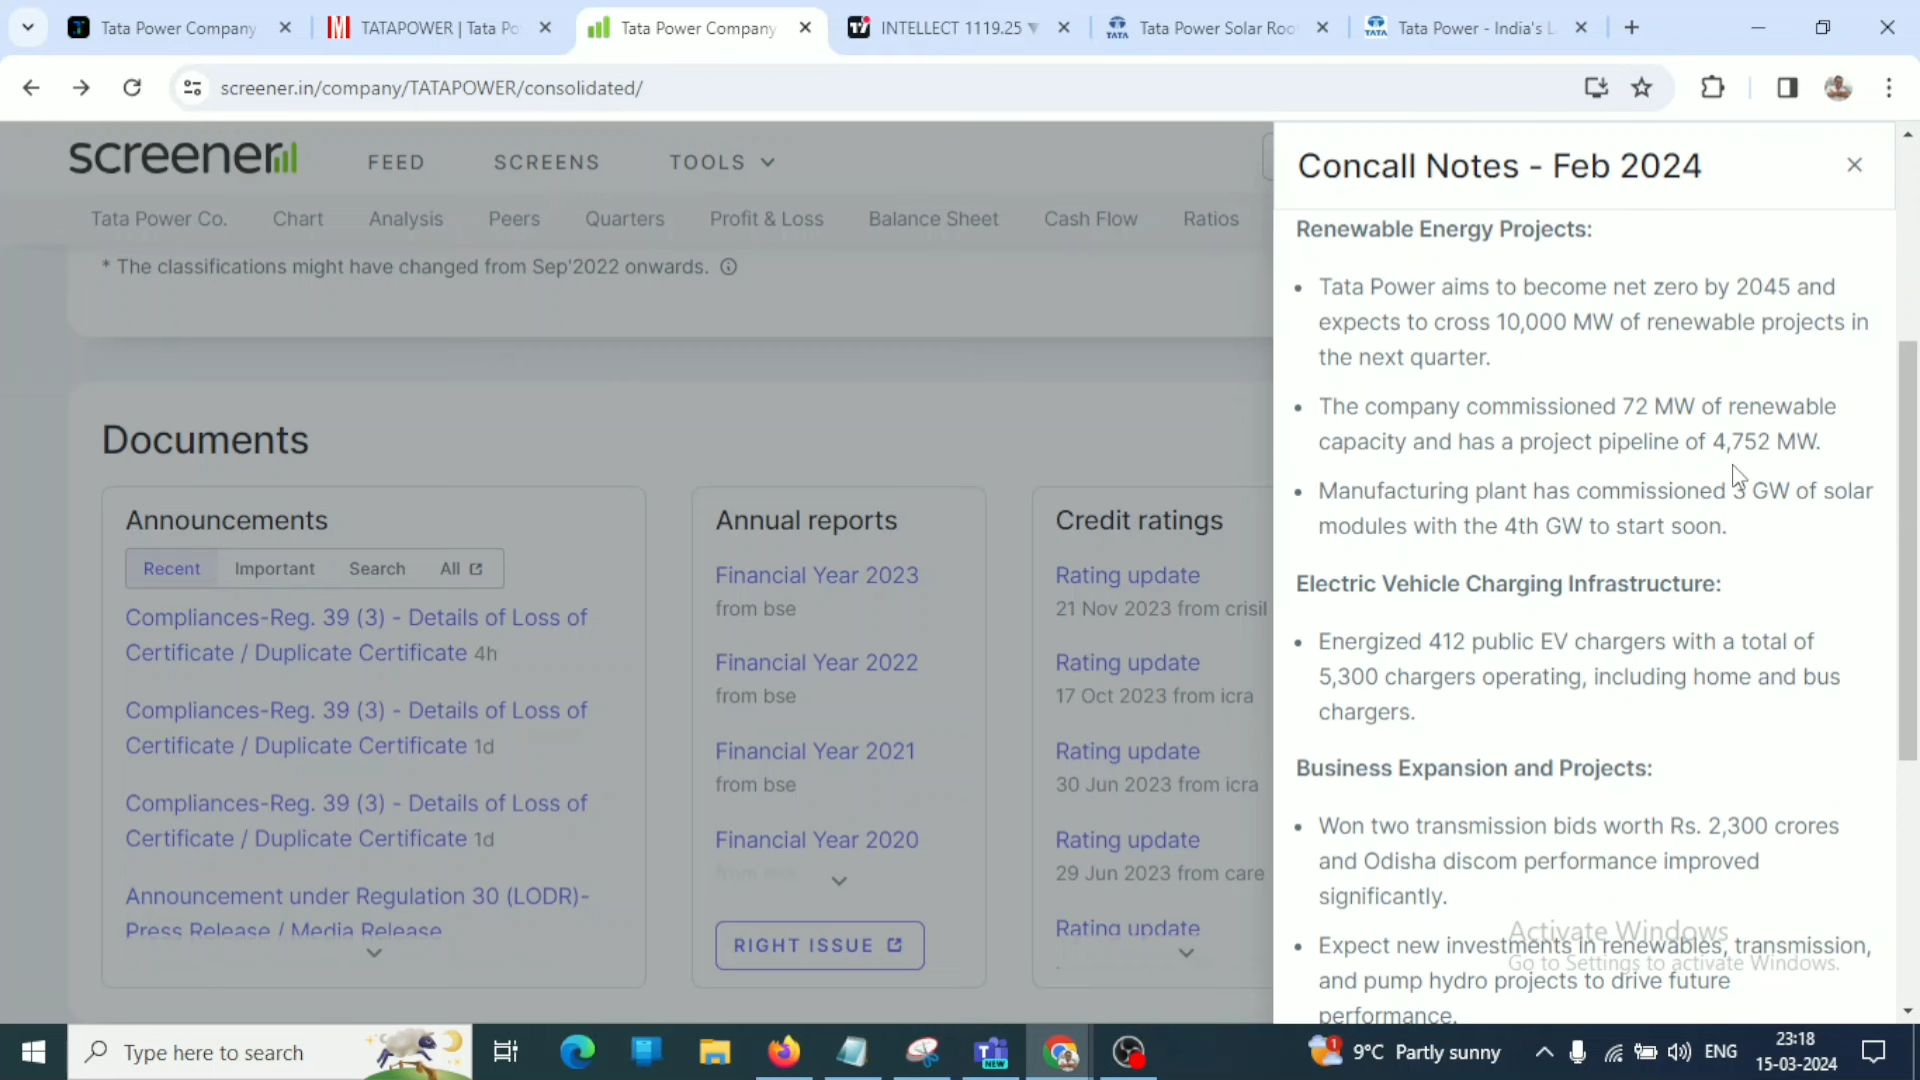 Tata Power Company
TATAPOWER | Tata Po
Tata Power Company
INTELLECT 1119.25 ▼
Tata Power Solar Roo
TATA
Tata Power - India's L
TATA
screener.in/company/TATAPOWER/consolidated/
screener
FEED
SCREENS
TOOLS
Tata Power Co.
Chart
Analysis
Peers
Quarters
Profit & Loss
Balance Sheet
Cash Flow
Ratios
* The classifications might have changed from Sep'2022 onwards.
Documents
Announcements
Recent
Important
Search
All
Compliances-Reg. 39 (3) - Details of Loss of
Certificate / Duplicate Certificate 4h
Compliances-Reg. 39 (3) - Details of Loss of
Certificate / Duplicate Certificate 1d
Compliances-Reg. 39 (3) - Details of Loss of
Certificate / Duplicate Certificate 1d
Announcement under Regulation 30 (LODR)-
Press Release / Media Release
Annual reports
Financial Year 2023
from bse
Financial Year 2022
from bse
Financial Year 2021
from bse
Financial Year 2020
from bse
RIGHT ISSUE
Credit ratings
Rating update
21 Nov 2023 from crisil
Rating update
17 Oct 2023 from icra
Rating update
30 Jun 2023 from icra
Rating update
29 Jun 2023 from care
Rating update
Concall Notes - Feb 2024
Renewable Energy Projects:
• Tata Power aims to become net zero by 2045 and
expects to cross 10,000 MW of renewable projects in
the next quarter.
• The company commissioned 72 MW of renewable
capacity and has a project pipeline of 4,752 MW.
• Manufacturing plant has commissioned 3 GW of solar
modules with the 4th GW to start soon.
Electric Vehicle Charging Infrastructure:
• Energized 412 public EV chargers with a total of
5,300 chargers operating, including home and bus
chargers.
Business Expansion and Projects:
• Won two transmission bids worth Rs. 2,300 crores
and Odisha discom performance improved
significantly.
• Expect new investments in renewables, transmission,
and pump hydro projects to drive future
performance.
Activate Windows
Go to Settings to activate Windows.
Type here to search
NEW
1
9°C Partly sunny
ENG
23:18
15-03-2024